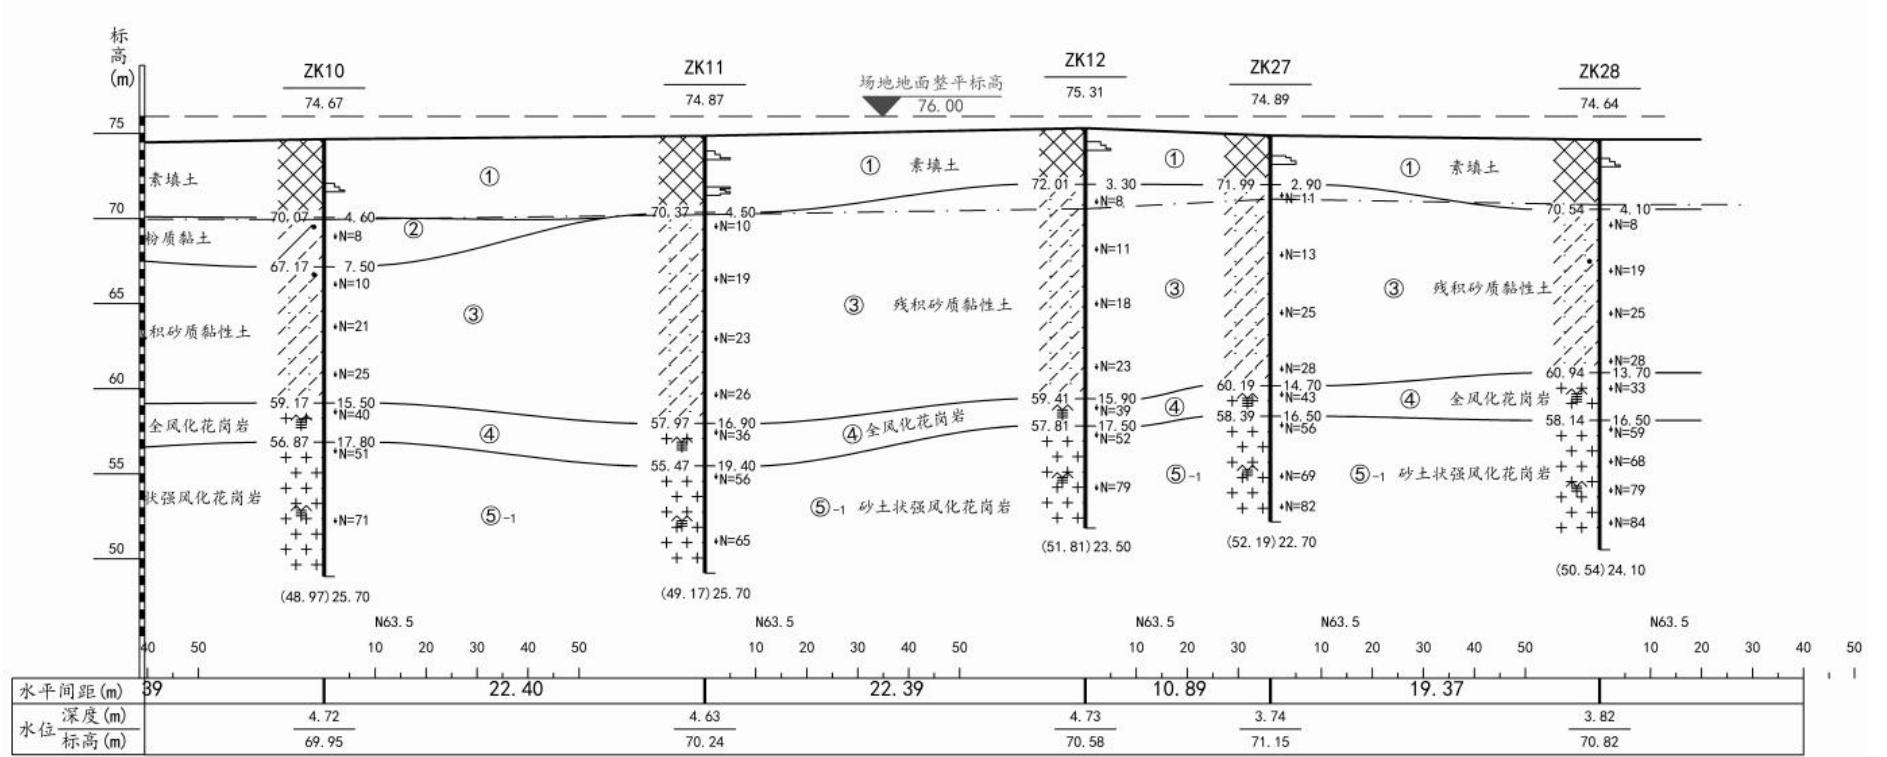 标高(m)
ZK10
74.67
ZK11
74.87
场地地面整平标高
76.00
ZK12
75.31
ZK27
74.89
ZK28
74.64
75
70
65
60
55
50
素填土
①
①
素填土
①
①
素填土
72.01
3.30
71.99
2.90
70.07
4.60
70.37
4.50
70.54
4.10
粉质黏土
②
67.17
7.50
N=8
N=10
N=21
N=25
N=40
N=51
N=71
N=10
N=19
N=23
N=26
N=36
N=56
N=65
N=8
N=11
N=18
N=23
N=39
N=52
N=79
N=11
N=13
N=25
N=28
N=43
N=56
N=69
N=82
N=8
N=19
N=25
N=28
N=33
N=59
N=68
N=79
N=84
积砂质黏性土
③
③
残积砂质黏性土
③
③
残积砂质黏性土
59.17
15.50
57.97
16.90
59.41
15.90
60.19
14.70
60.94
13.70
全风化花岗岩
④
④
全风化花岗岩
④
④
全风化花岗岩
56.87
17.80
55.47
19.40
57.81
17.50
58.39
16.50
58.14
16.50
状强风化花岗岩
⑤-1
⑤-1
砂土状强风化花岗岩
⑤-1
⑤-1
砂土状强风化花岗岩
(48.97)25.70
(49.17)25.70
(51.81)23.50
(52.19)22.70
(50.54)24.10
N63.5
N63.5
N63.5
N63.5
N63.5
40 50 10 20 30 40 50 10 20 30 40 50 10 20 30 10 20 30 40 50 10 20 30 40 50
水平间距(m)
39
22.40
22.39
10.89
19.37
水位
深度(m)
4.72
4.63
4.73
3.74
3.82
标高(m)
69.95
70.24
70.58
71.15
70.82